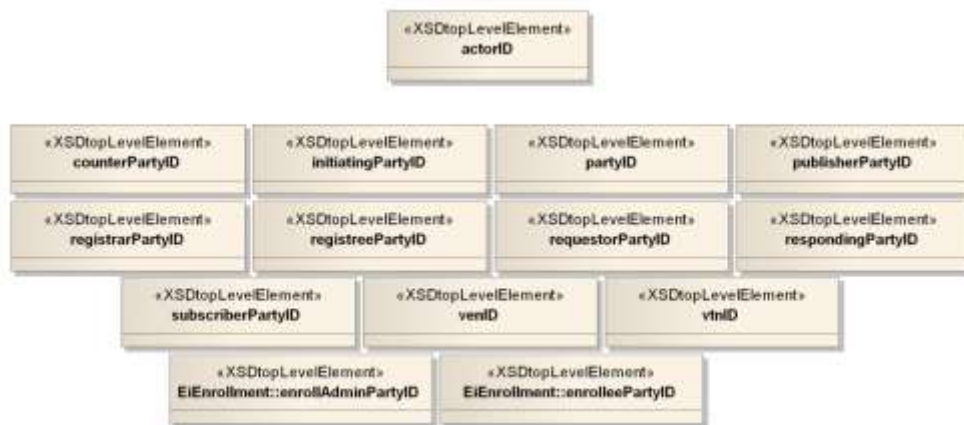 «XSDtopLevelElement»
actorID
«XSDtopLevelElement» «XSDtopLevelElement» «XSDtopLevelElement» «XSDtopLevelElement»
counterPartyID initiatingPartyID partyID publisherPartyID
«XSDtopLevelElement» «XSDtopLevelElement» «XSDtopLevelElement» «XSDtopLevelElement»
registrarPartyID registreePartyID requestorPartyID respondingPartyID
«XSDtopLevelElement» «XSDtopLevelElement» «XSDtopLevelElement»
subscriberPartyID venID vtnID
«XSDtopLevelElement» «XSDtopLevelElement»
EiEnrollment::enrollAdminPartyID EiEnrollment::enrolleePartyID